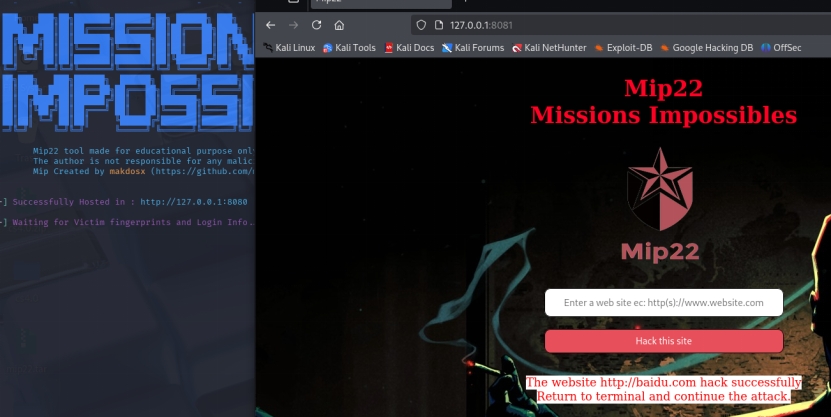 Mip22
127.0.0.1:8081
Kali Linux Kali Tools Kali Docs Kali Forums Kali NetHunter Exploit-DB Google Hacking DB OffSec
MISSION
IMPOSSI
Mip22 tool made for educational purpose onl
The author is not responsible for any malic
Mip Created by makdosx (https://github.com/
-] Successfully Hosted in : http://127.0.0.1:8080
-] Waiting for Victim fingerprints and Login Info..
Mip22
Missions Impossibles
Mip22
Enter a web site ec: http(s)://www.website.com
Hack this site
The website http://baidu.com hack successfully
Return to terminal and continue the attack.